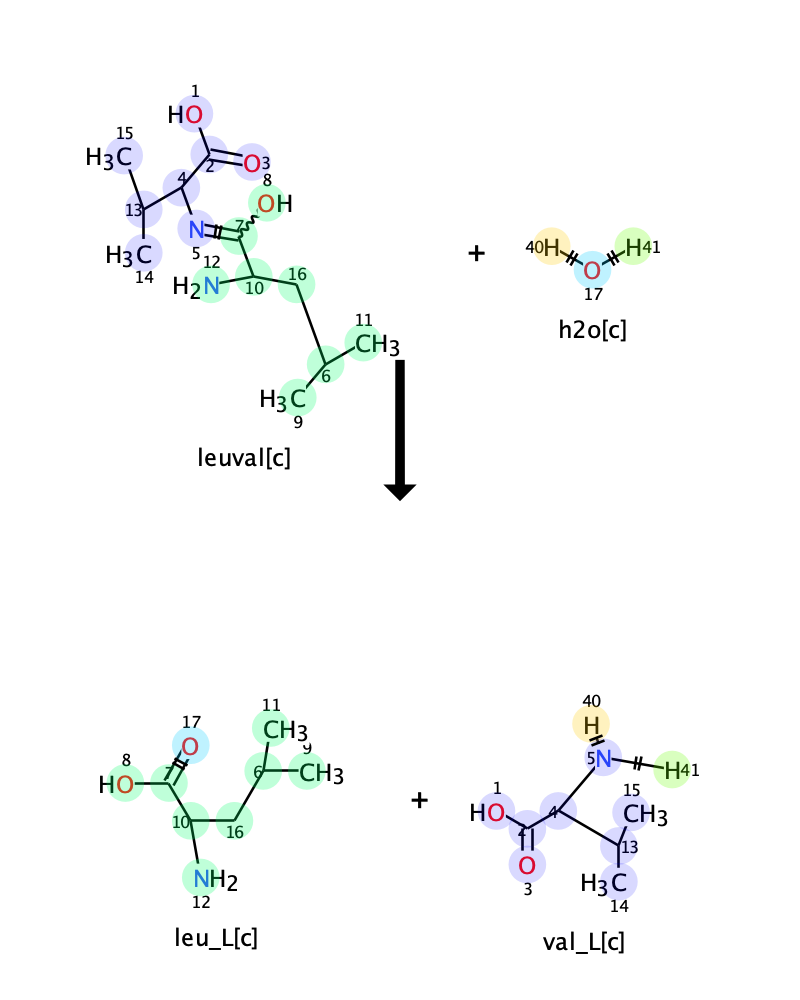 1
HO
15
H3C
2
O3
4
8
OH
13
N
7
H3C
5
14
12
H2N
10
16
11
CH3
6
H3C
9
leuval[c]
+
40H
H41
O
17
h2o[c]
11
CH3
17
O
9
8
HO
7
6
CH3
10
16
NH2
12
leu_L[c]
+
40
H
5N
H41
1
HO
4
15
CH3
2
13
O
3
H3C
14
val_L[c]